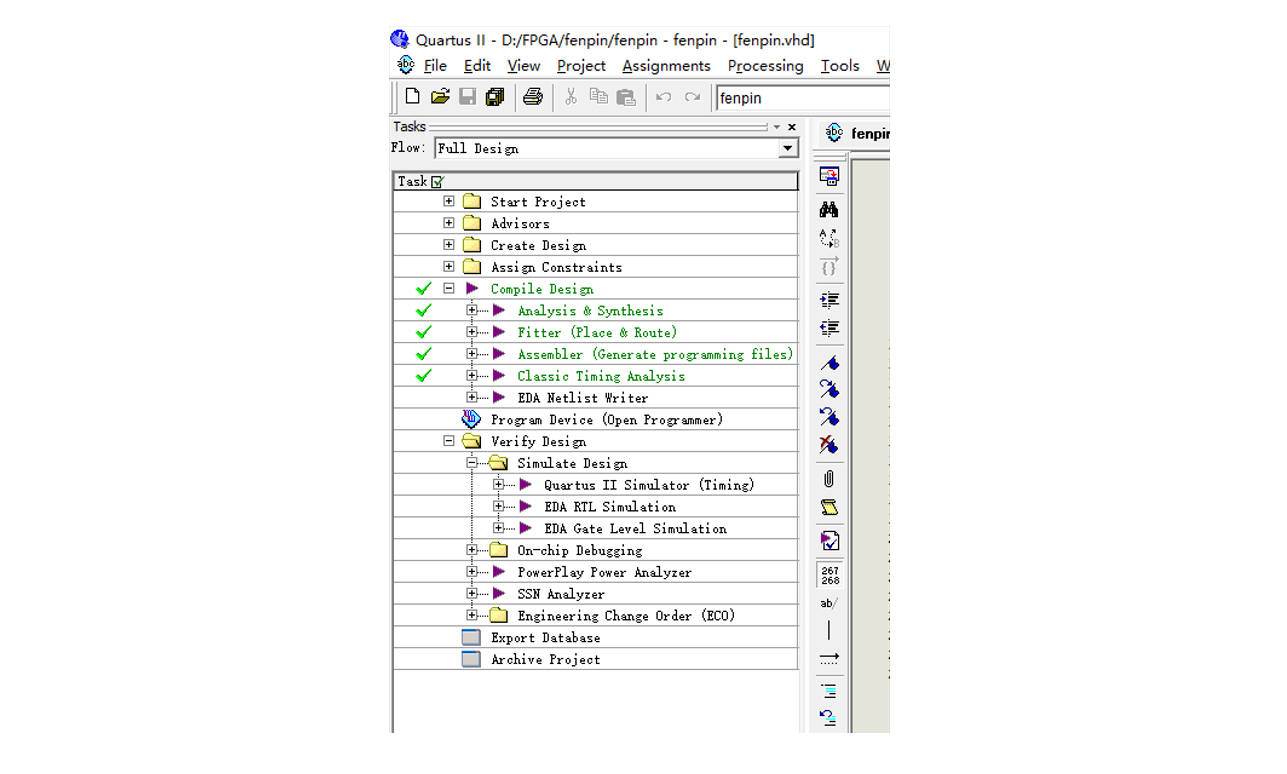 Quartus II - D:/FPGA/fenpin/fenpin - fenpin - [fenpin.vhd]
File Edit View Project Assignments Processing Tools W
fenpin
Tasks
Flow: Full Design
fenpin
Task
Start Project
Advisors
Create Design
Assign Constraints
Compile Design
Analysis & Synthesis
Fitter (Place & Route)
Assembler (Generate programming files)
Classic Timing Analysis
EDA Netlist Writer
Program Device (Open Programmer)
Verify Design
Simulate Design
Quartus II Simulator (Timing)
EDA RTL Simulation
EDA Gate Level Simulation
On-chip Debugging
PowerPlay Power Analyzer
SSN Analyzer
Engineering Change Order (ECO)
Export Database
Archive Project
267
268
ab/